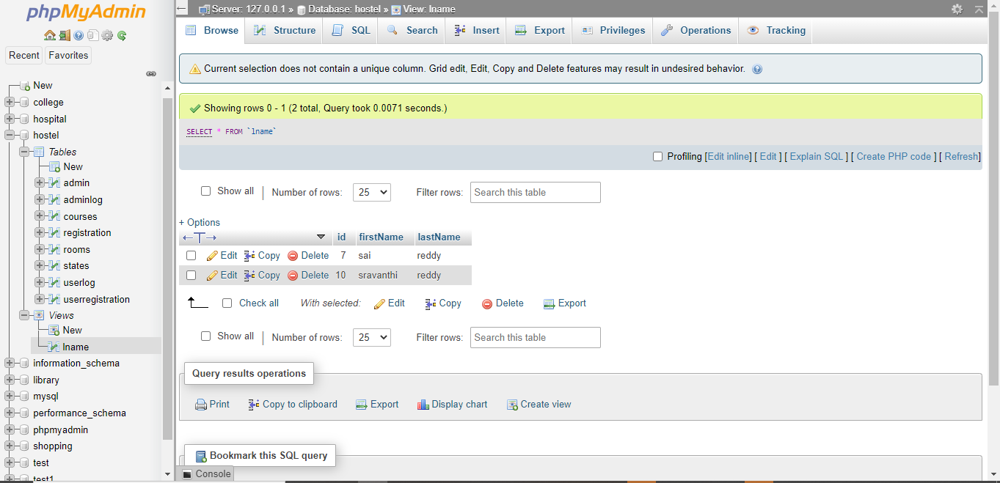 phpMyAdmin
Recent Favorites
New
college
hospital
hostel
Tables
New
admin
adminlog
courses
registration
rooms
states
userlog
userregistration
Views
New
lname
information_schema
library
mysql
performance_schema
phpmyadmin
shopping
test
test1
Server: 127.0.0.1 » Database: hostel » View: lname
Browse Structure SQL Search Insert Export Privileges Operations Tracking
Current selection does not contain a unique column. Grid edit, Edit, Copy and Delete features may result in undesired behavior.
Showing rows 0 - 1 (2 total, Query took 0.0071 seconds.)
SELECT * FROM `lname`
Profiling [Edit inline] [ Edit ] [ Explain SQL ] [ Create PHP code ] [ Refresh]
Show all | Number of rows: 25 Filter rows: Search this table
+ Options
←T→ id firstName lastName
Edit Copy Delete 7 sai reddy
Edit Copy Delete 10 sravanthi reddy
Check all With selected: Edit Copy Delete Export
Show all | Number of rows: 25 Filter rows: Search this table
Query results operations
Print Copy to clipboard Export Display chart Create view
Bookmark this SQL query
Console